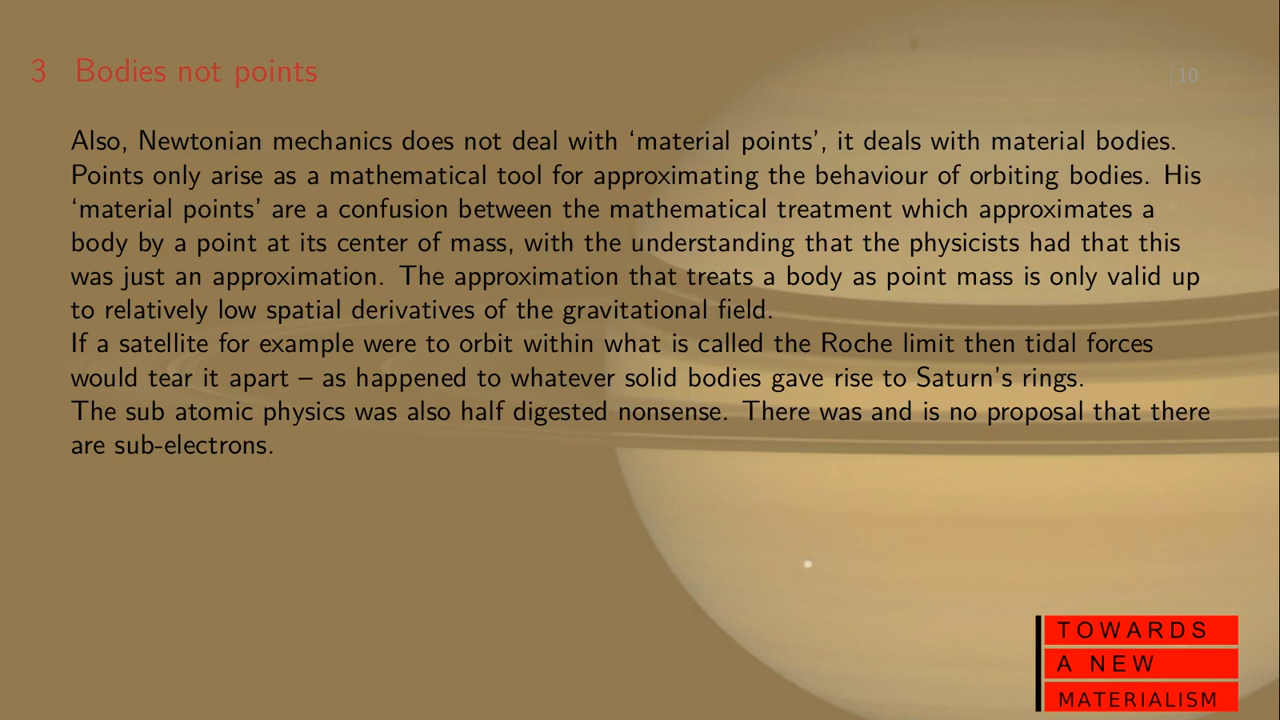 3 Bodies not points
| 10
Also, Newtonian mechanics does not deal with ‘material points’, it deals with material bodies.
Points only arise as a mathematical tool for approximating the behaviour of orbiting bodies. His
‘material points’ are a confusion between the mathematical treatment which approximates a
body by a point at its center of mass, with the understanding that the physicists had that this
was just an approximation. The approximation that treats a body as point mass is only valid up
to relatively low spatial derivatives of the gravitational field.
If a satellite for example were to orbit within what is called the Roche limit then tidal forces
would tear it apart – as happened to whatever solid bodies gave rise to Saturn’s rings.
The sub atomic physics was also half digested nonsense. There was and is no proposal that there
are sub-electrons.
TOWARDS
A NEW
MATERIALISM